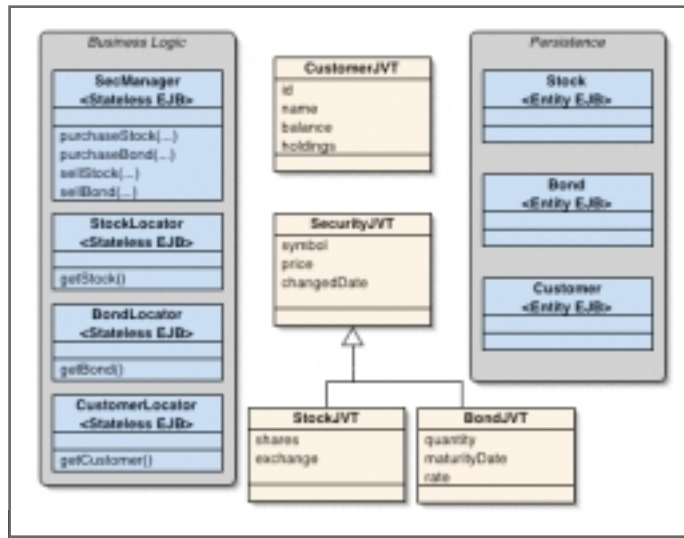 Business Logic
SecManager
<Stateless EJB>
purchaseStock(...)
purchaseBond(...)
sellStock(...)
sellBond(...)
StockLocator
<Stateless EJB>
getStock()
BondLocator
<Stateless EJB>
getBond()
CustomerLocator
<Stateless EJB>
getCustomer()
CustomerJVT
id
name
balance
holdings
SecurityJVT
symbol
price
changedDate
StockJVT
shares
exchange
BondJVT
quantity
maturityDate
rate
Persistence
Stock
<Entity EJB>
Bond
<Entity EJB>
Customer
<Entity EJB>